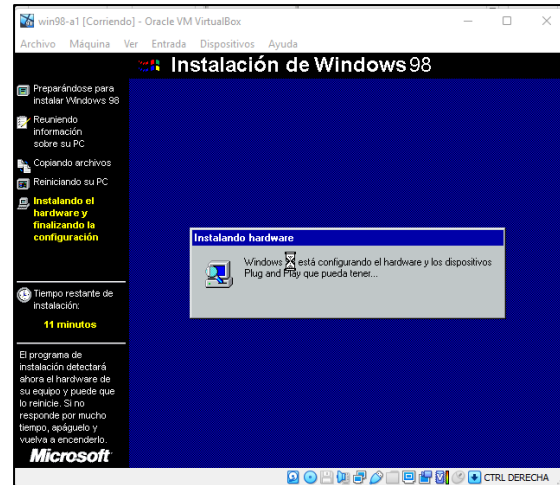 win98-a1 [Corriendo] - Oracle VM VirtualBox
Archivo Máquina Ver Entrada Dispositivos Ayuda
Instalación de Windows 98
Preparándose para
instalar Windows 98
Reuniendo
información
sobre su PC
Copiando archivos
Reiniciando su PC
Instalando el
hardware y
finalizando la
configuración
Instalando hardware
Windows está configurando el hardware y los dispositivos
Plug and Play que pueda tener...
Tiempo restante de
instalación:
11 minutos
El programa de
instalación detectará
ahora el hardware de
su equipo y puede que
lo reinicie. Si no
responde por mucho
tiempo, apáguelo y
vuelva a encenderlo.
Microsoft
CTRL DERECHA